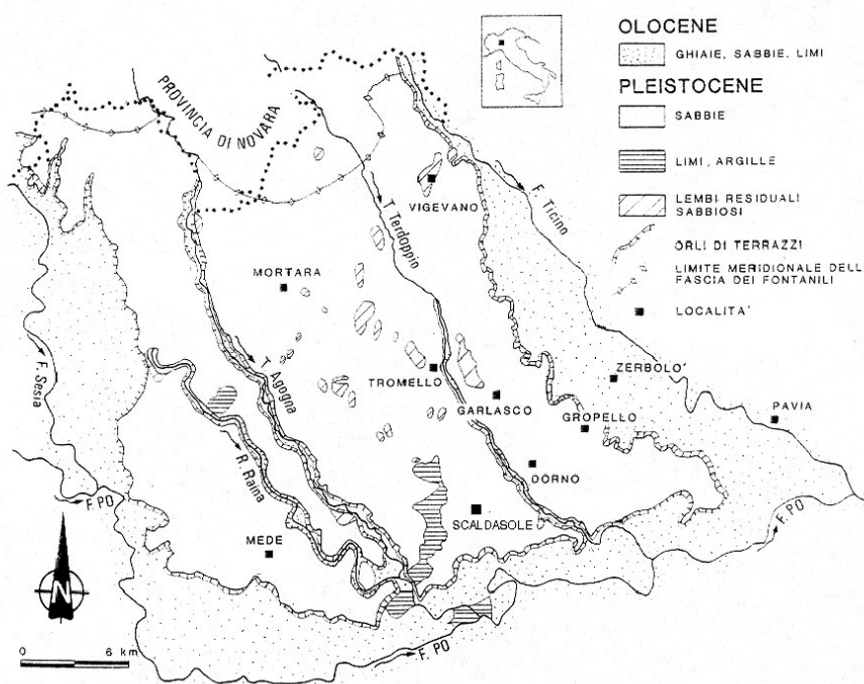 OLOCENE
GHIAIE, SABBIE, LIMI
PLEISTOCENE
SABBIE
LIMI, ARGILLE
LEMBI RESIDUALI
SABBIOSI
ORLI DI TERRAZZI
LIMITE MERIDIONALE DELL
FASCIA DEI FONTANILI
LOCALITA'
PROVINCIA DI NOVARA
VIGEVANO
F. Ticino
T. Terdoppio
MORTARA
F. Sesia
T. Agogna
TROMELLO
GARLASCO
ZERBOLO'
GROPELLO
PAVIA
R. Raina
DORNO
SCALDASOLE
F. PO
F. PO
MEDE
N
0 6 km
F. PO